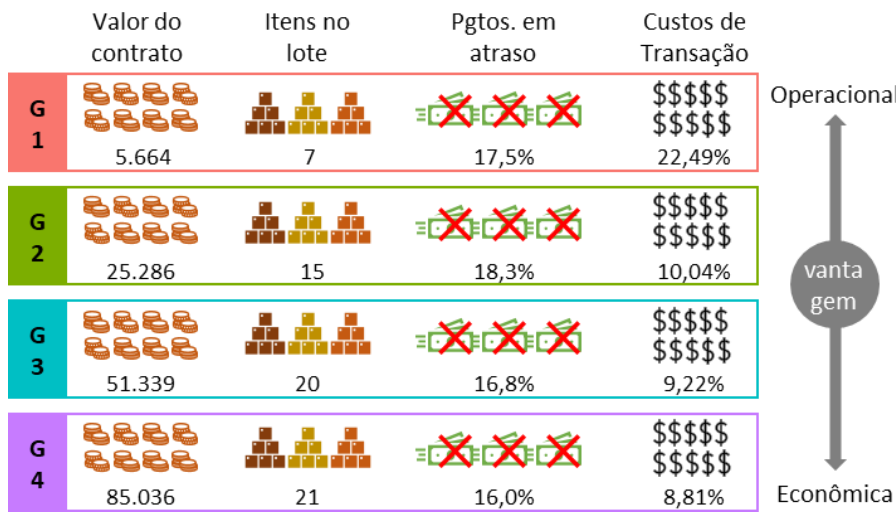 Valor do contrato
Itens no lote
Pgtos. em atraso
Custos de Transação
G 1
$$$$$
$$$$$
5.664
7
17,5%
22,49%
G 2
$$$$$
$$$$$
25.286
15
18,3%
10,04%
G 3
$$$$$
$$$$$
51.339
20
16,8%
9,22%
G 4
$$$$$
$$$$$
85.036
21
16,0%
8,81%
Operacional
vanta
gem
Econômica